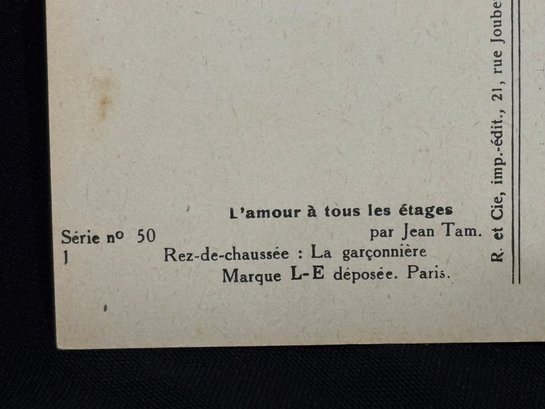 L'amour à tous les étages
Série nº 50
par Jean Tam.
1
Rez-de-chaussée : La garçonnière
Marque L-E déposée. Paris.
R. et Cie, imp.-édit., 21, rue